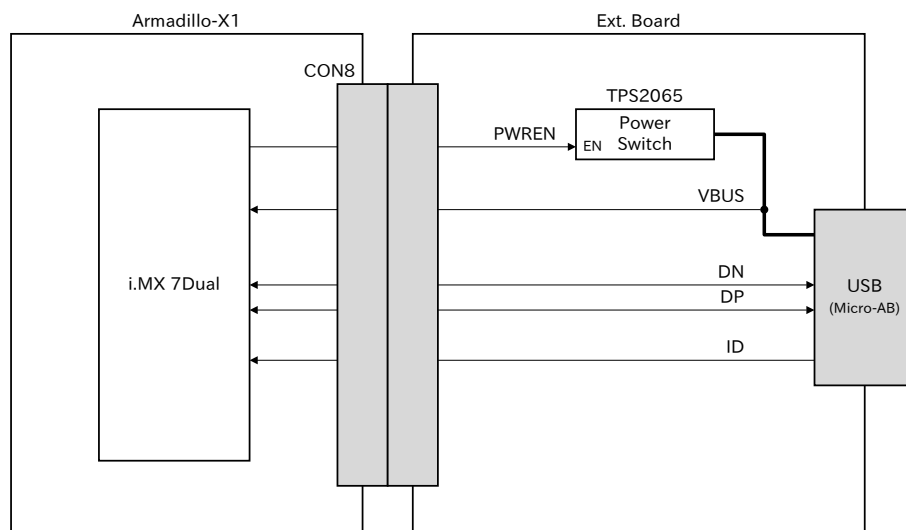 Armadillo-X1
Ext. Board
CON8
TPS2065
Power
Switch
PWREN
EN
VBUS
i.MX 7Dual
DN
DP
USB
(Micro-AB)
ID